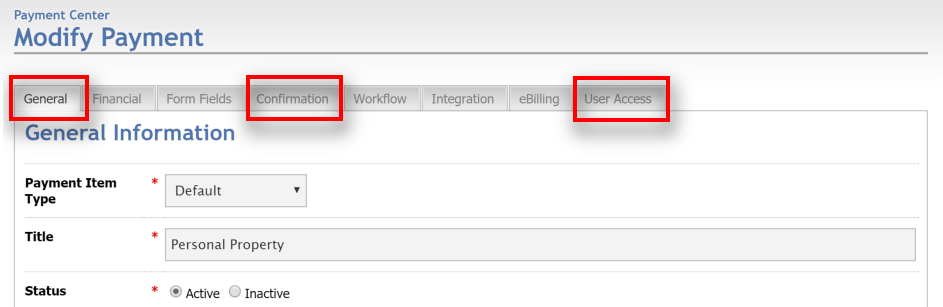 Payment Center
Modify Payment
General Financial Form Fields Confirmation Workflow Integration eBilling User Access
General Information
Payment Item Type * Default
Title * Personal Property
Status * Active Inactive